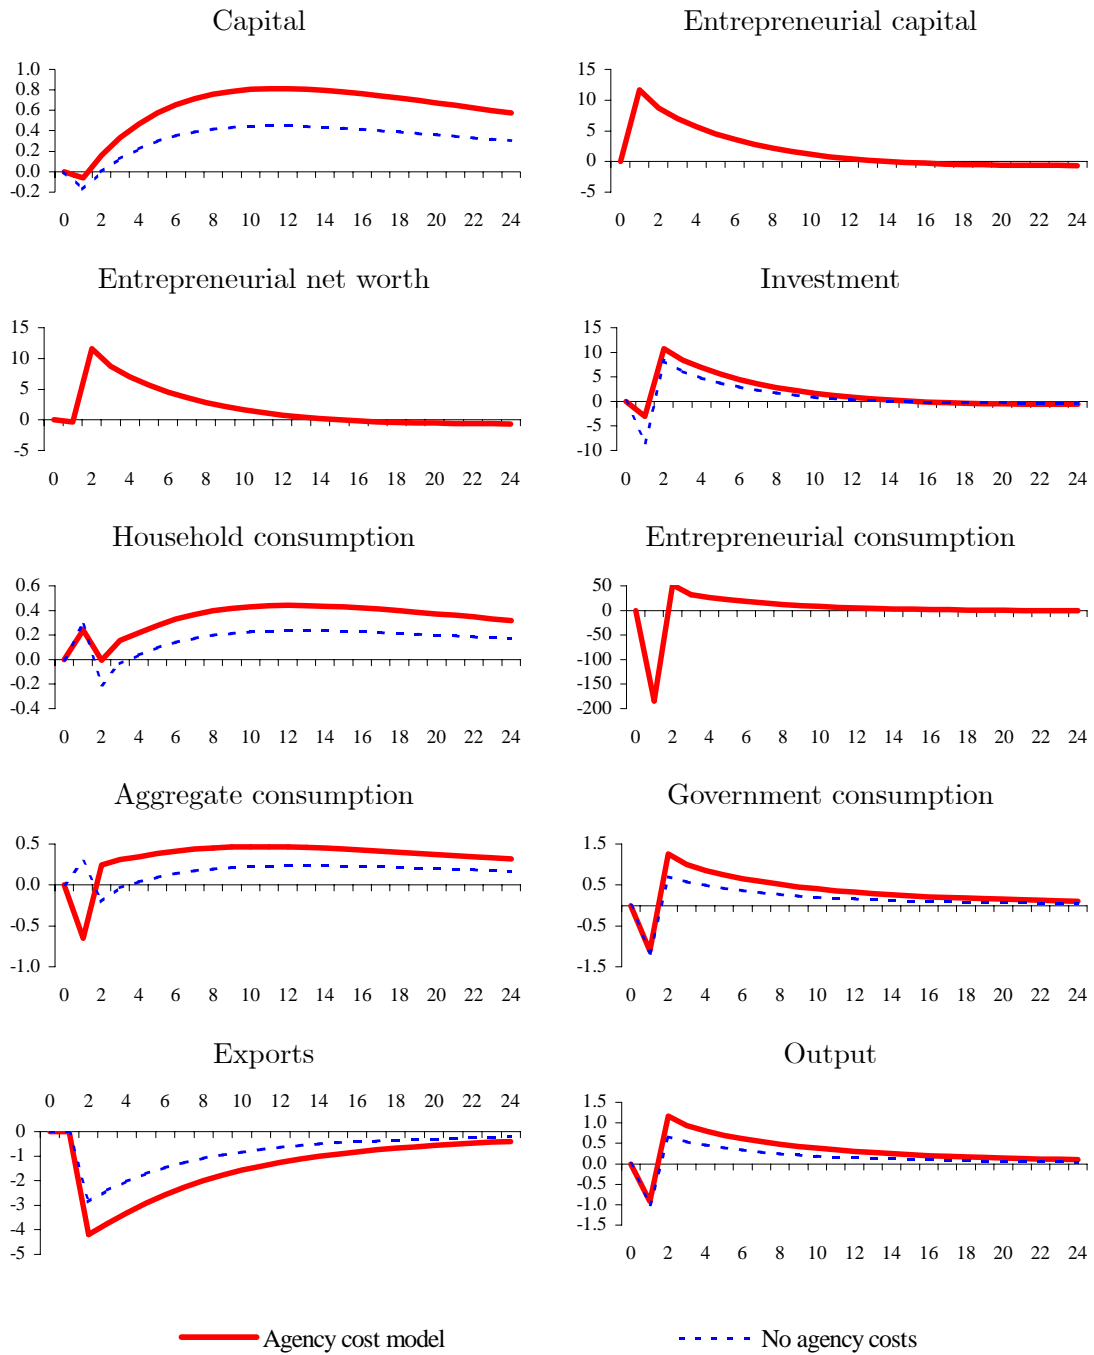 Capital
1.0
0.8
0.6
0.4
0.2
0.0
-0.2
0 2 4 6 8 10 12 14 16 18 20 22 24
Entrepreneurial capital
15
10
5
0
-5
0 2 4 6 8 10 12 14 16 18 20 22 24
Entrepreneurial net worth
15
10
5
0
-5
0 2 4 6 8 10 12 14 16 18 20 22 24
Investment
15
10
5
0
-5
-10
0 2 4 6 8 10 12 14 16 18 20 22 24
Household consumption
0.6
0.4
0.2
0.0
-0.2
-0.4
0 2 4 6 8 10 12 14 16 18 20 22 24
Entrepreneurial consumption
50
0
-50
-100
-150
-200
0 2 4 6 8 10 12 14 16 18 20 22 24
Aggregate consumption
0.5
0.0
-0.5
-1.0
0 2 4 6 8 10 12 14 16 18 20 22 24
Government consumption
1.5
0.5
-0.5
-1.5
0 2 4 6 8 10 12 14 16 18 20 22 24
Exports
0 2 4 6 8 10 12 14 16 18 20 22 24
0
-1
-2
-3
-4
-5
Output
1.5
1.0
0.5
0.0
-0.5
-1.0
-1.5
0 2 4 6 8 10 12 14 16 18 20 22 24
Agency cost model
No agency costs